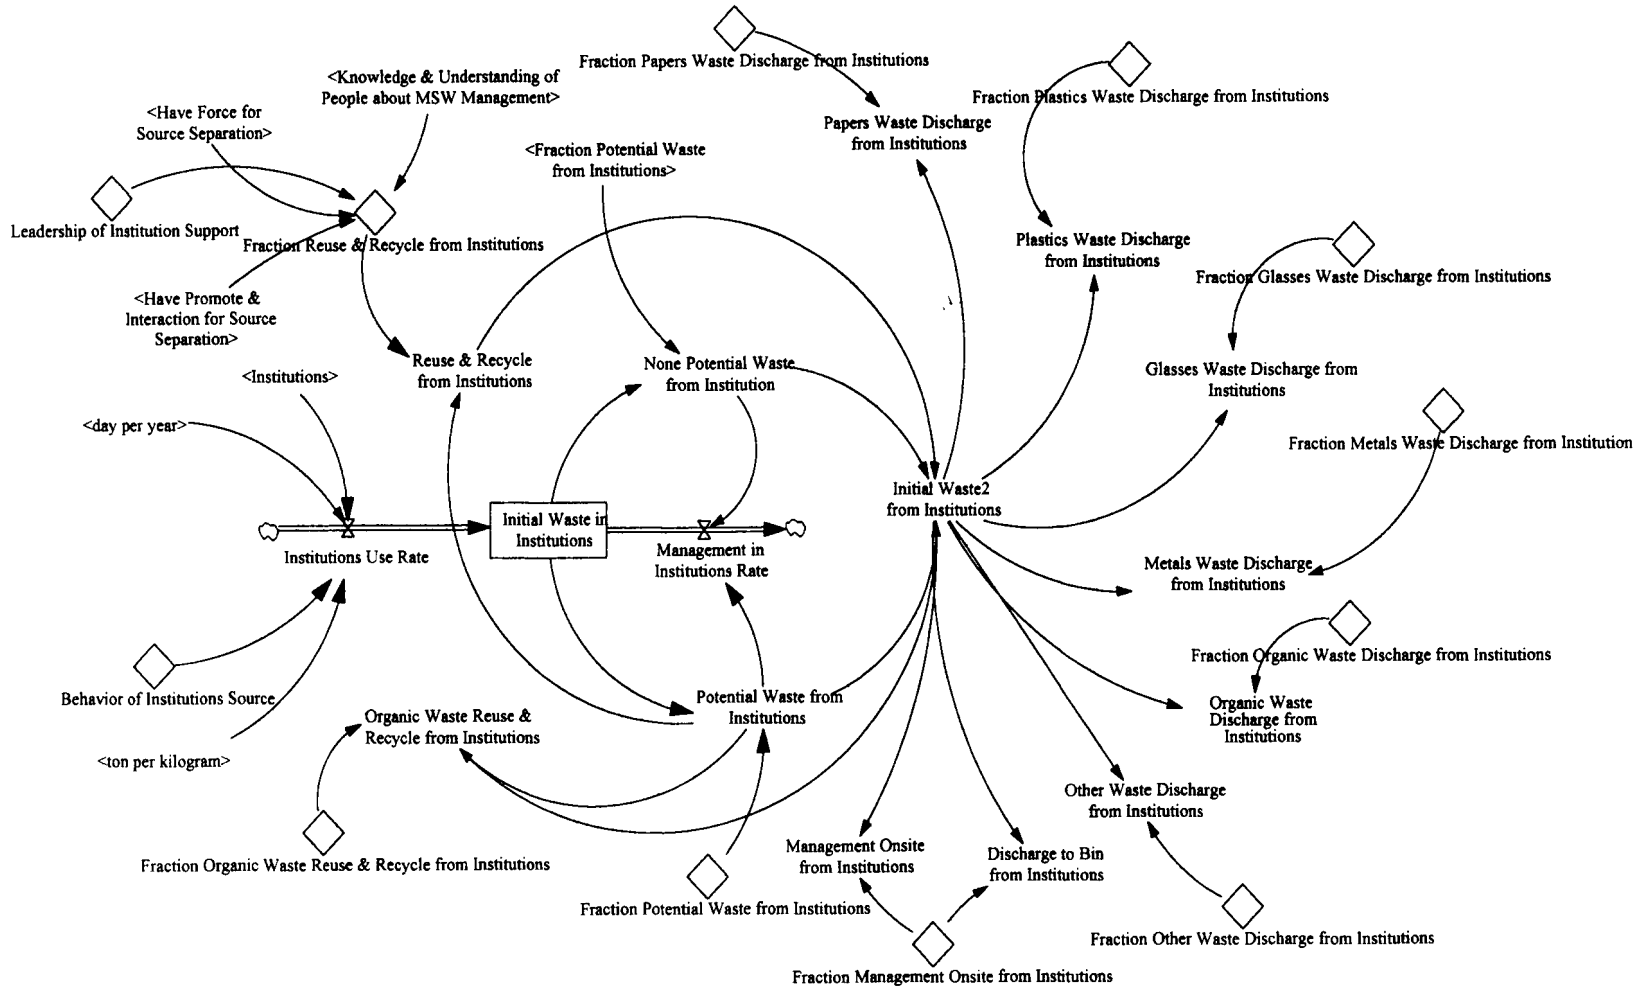 Fraction Papers Waste Discharge from Institutions
<Knowledge & Understanding of
People about MSW Management>
Fraction Plastics Waste Discharge from Institutions
<Have Force for
Source Separation>
Papers Waste Discharge
from Institutions
<Fraction Potential Waste
from Institutions>
Leadership of Institution Support
Fraction Reuse & Recycle from Institutions
Plastics Waste Discharge
from Institutions
Fraction Glasses Waste Discharge from Institutions
<Have Promote &
Interaction for Source
Separation>
Reuse & Recycle
from Institutions
None Potential Waste
from Institution
Glasses Waste Discharge from
Institutions
<Institutions>
<day per year>
Fraction Metals Waste Discharge from Institution
Initial Waste2
from Institutions
Initial Waste in
Institutions
Institutions Use Rate
Management in
Institutions Rate
Metals Waste Discharge
from Institutions
Fraction Organic Waste Discharge from Institutions
Behavior of Institutions Source
Potential Waste from
Institutions
Organic Waste
Discharge from
Institutions
Organic Waste Reuse &
Recycle from Institutions
<ton per kilogram>
Other Waste Discharge
from Institutions
Management Onsite
from Institutions
Discharge to Bin
from Institutions
Fraction Organic Waste Reuse & Recycle from Institutions
Fraction Potential Waste from Institutions
Fraction Other Waste Discharge from Institutions
Fraction Management Onsite from Institutions